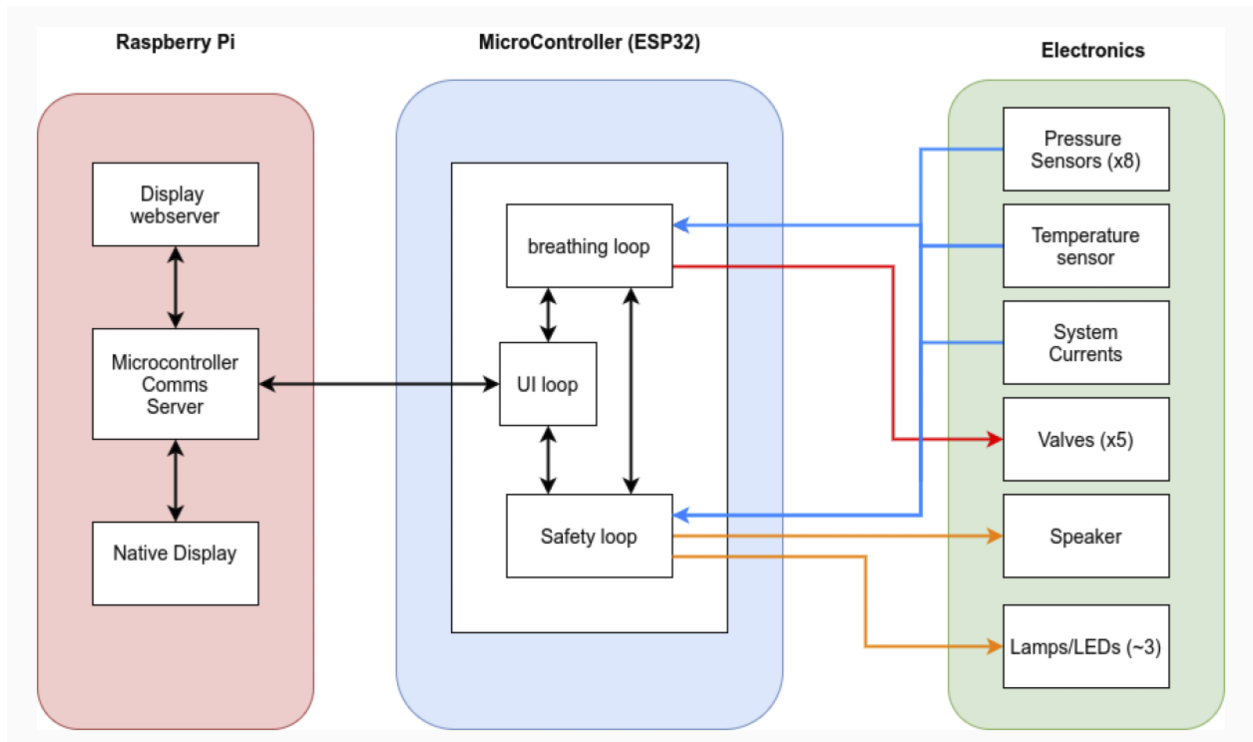 Raspberry Pi
MicroController (ESP32)
Electronics
Display
webserver
Microcontroller
Comms
Server
Native Display
breathing loop
UI loop
Safety loop
Pressure
Sensors (x8)
Temperature
sensor
System
Currents
Valves (x5)
Speaker
Lamps/LEDs (~3)